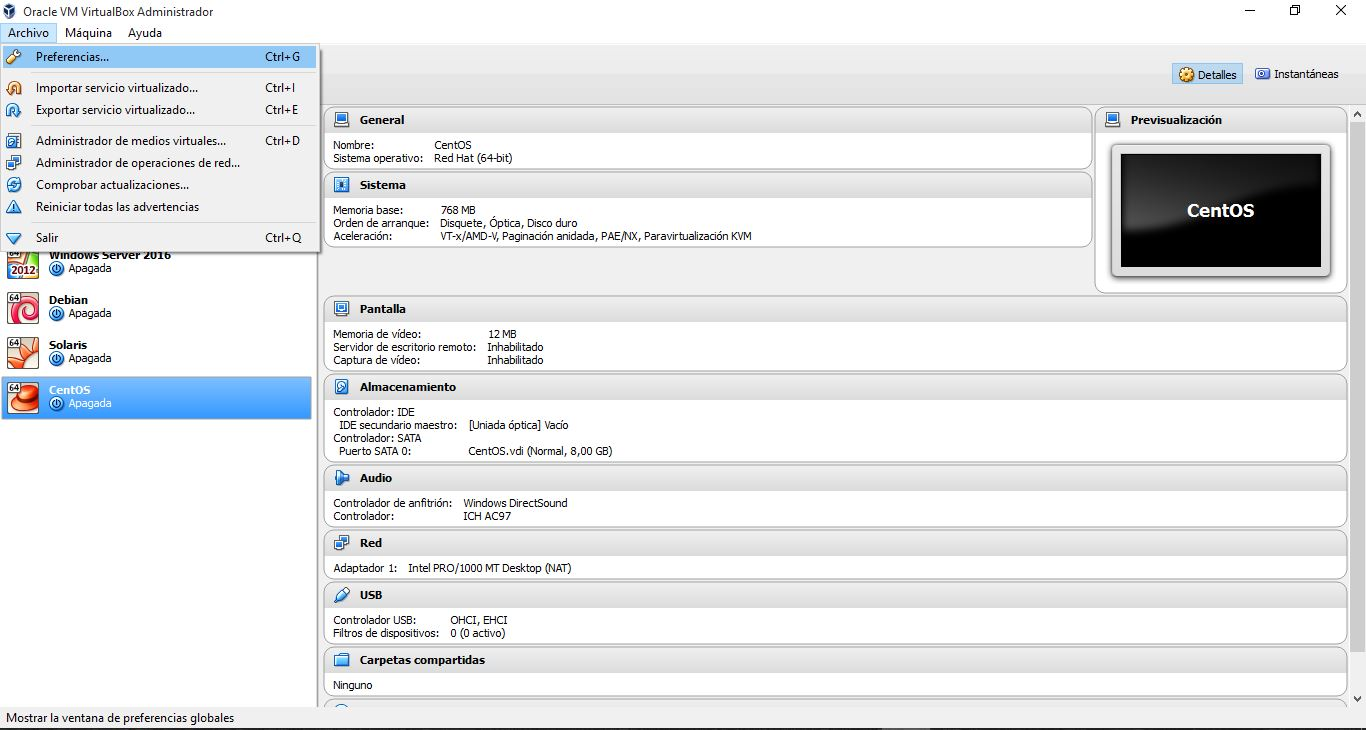 Oracle VM VirtualBox Administrador
Archivo Máquina Ayuda
Preferencias... Ctrl+G
Importar servicio virtualizado... Ctrl+I
Exportar servicio virtualizado... Ctrl+E
Administrador de medios virtuales... Ctrl+D
Administrador de operaciones de red...
Comprobar actualizaciones...
Reiniciar todas las advertencias
Salir Ctrl+Q
64
2012
Windows Server 2016
Apagada
64
Debian
Apagada
64
Solaris
Apagada
64
CentOS
Apagada
Detalles Instantáneas
General
Nombre: CentOS
Sistema operativo: Red Hat (64-bit)
Sistema
Memoria base: 768 MB
Orden de arranque: Disquete, Óptica, Disco duro
Aceleración: VT-x/AMD-V, Paginación anidada, PAE/NX, Paravirtualización KVM
Previsualización
CentOS
Pantalla
Memoria de vídeo: 12 MB
Servidor de escritorio remoto: Inhabilitado
Captura de vídeo: Inhabilitado
Almacenamiento
Controlador: IDE
IDE secundario maestro: [Uniada óptica] Vacío
Controlador: SATA
Puerto SATA 0: CentOS.vdi (Normal, 8,00 GB)
Audio
Controlador de anfitrión: Windows DirectSound
Controlador: ICH AC97
Red
Adaptador 1: Intel PRO/1000 MT Desktop (NAT)
USB
Controlador USB: OHCI, EHCI
Filtros de dispositivos: 0 (0 activo)
Carpetas compartidas
Ninguno
Mostrar la ventana de preferencias globales